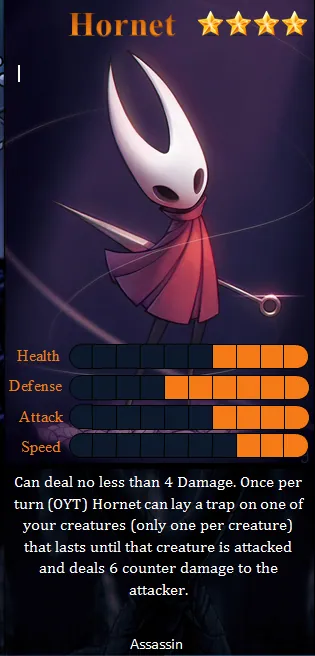 Hornet
Health
Defense
Attack
Speed
Can deal no less than 4 Damage. Once per
turn (OYT) Hornet can lay a trap on one of
your creatures (only one per creature)
that lasts until that creature is attacked
and deals 6 counter damage to the
attacker.
Assassin